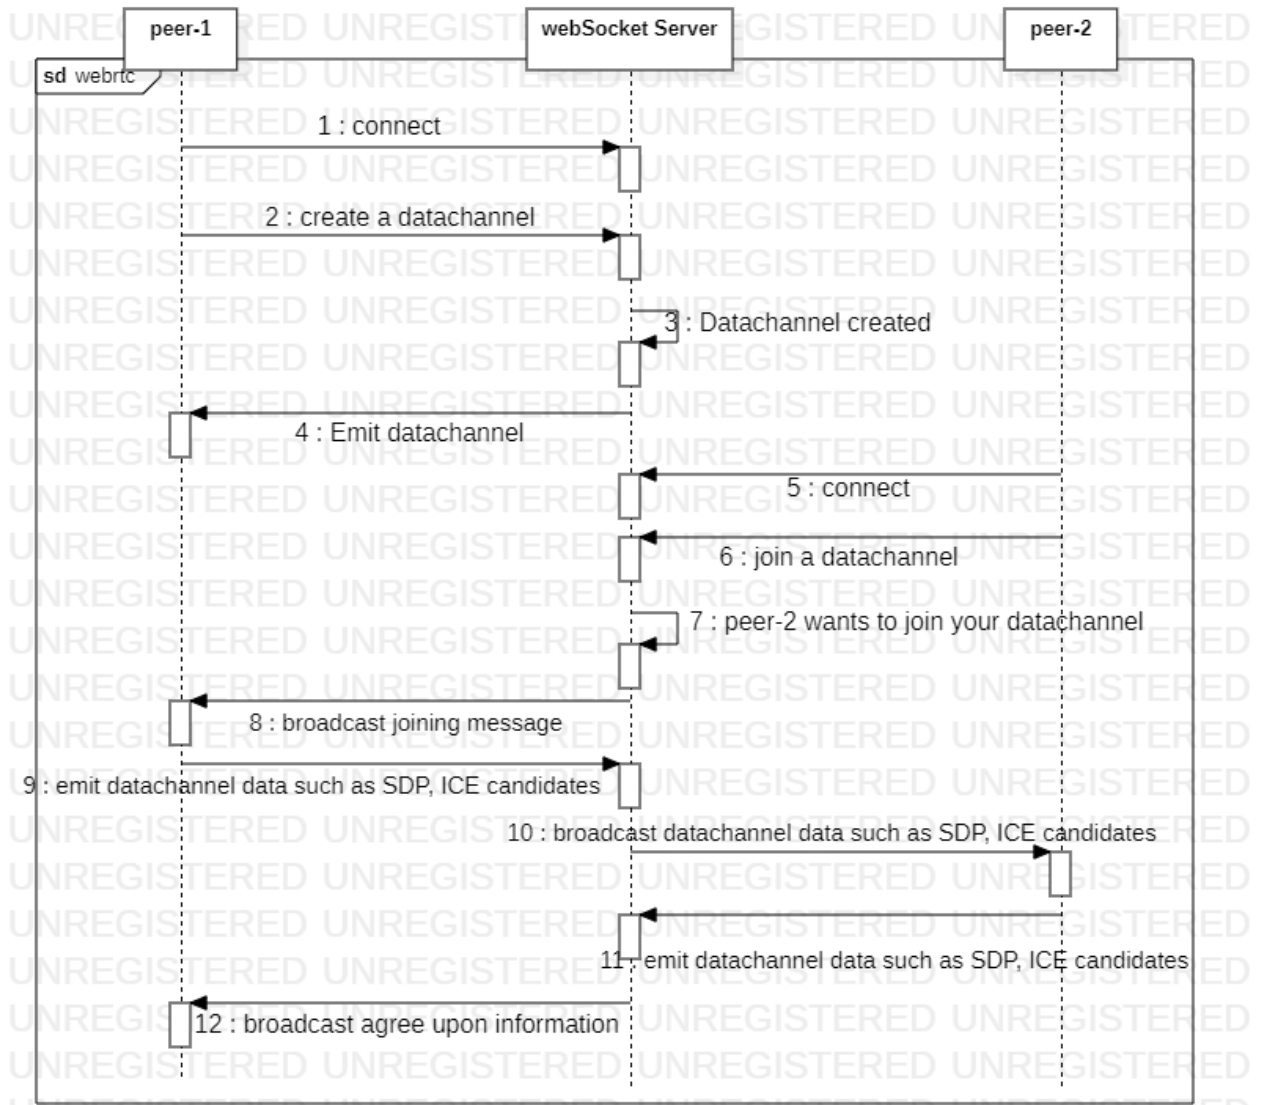 peer-1
webSocket Server
peer-2
sd webrtc
1 : connect
2 : create a datachannel
3 : Datachannel created
4 : Emit datachannel
5 : connect
6 : join a datachannel
7 : peer-2 wants to join your datachannel
8 : broadcast joining message
9 : emit datachannel data such as SDP, ICE candidates
10 : broadcast datachannel data such as SDP, ICE candidates
11 : emit datachannel data such as SDP, ICE candidates
12 : broadcast agree upon information
UNREGISTERED